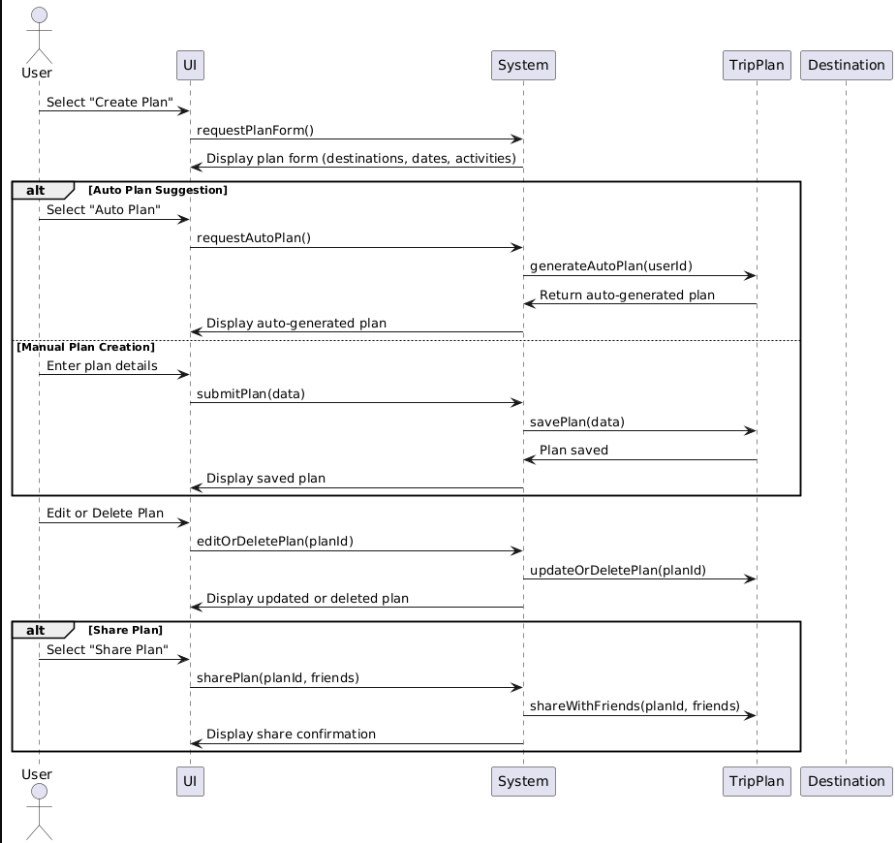 User
UI
System
TripPlan
Destination
Select "Create Plan"
requestPlanForm()
Display plan form (destinations, dates, activities)
alt
[Auto Plan Suggestion]
Select "Auto Plan"
requestAutoPlan()
generateAutoPlan(userId)
Return auto-generated plan
Display auto-generated plan
[Manual Plan Creation]
Enter plan details
submitPlan(data)
savePlan(data)
Plan saved
Display saved plan
Edit or Delete Plan
editOrDeletePlan(planId)
updateOrDeletePlan(planId)
Display updated or deleted plan
alt
[Share Plan]
Select "Share Plan"
sharePlan(planId, friends)
shareWithFriends(planId, friends)
Display share confirmation
User
UI
System
TripPlan
Destination